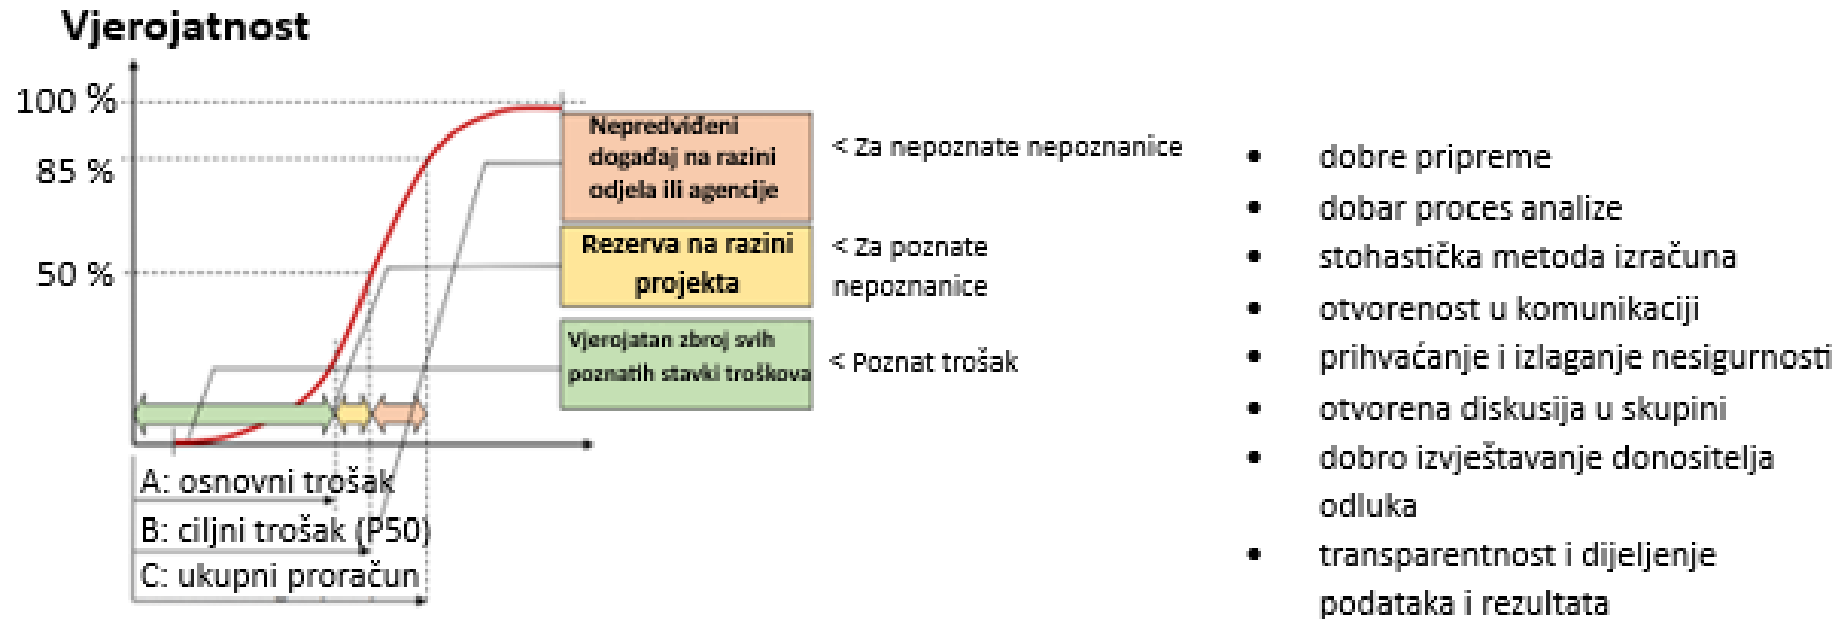 Vjerojatnost
100 %
85 %
50 %
Nepredviđeni
događaj na razini
odjela ili agencije
< Za nepoznate nepoznanice
Rezerva na razini
projekta
< Za poznate
nepoznanice
Vjerojatan zbroj svih
poznatih stavki troškova
< Poznat trošak
A: osnovni trošak
B: ciljni trošak (P50)
C: ukupni proračun
• dobre pripreme
• dobar proces analize
• stohastička metoda izračuna
• otvorenost u komunikaciji
• prihvaćanje i izlaganje nesigurnosti
• otvorena diskusija u skupini
• dobro izvještavanje donositelja
odluka
• transparentnost i dijeljenje
podataka i rezultata